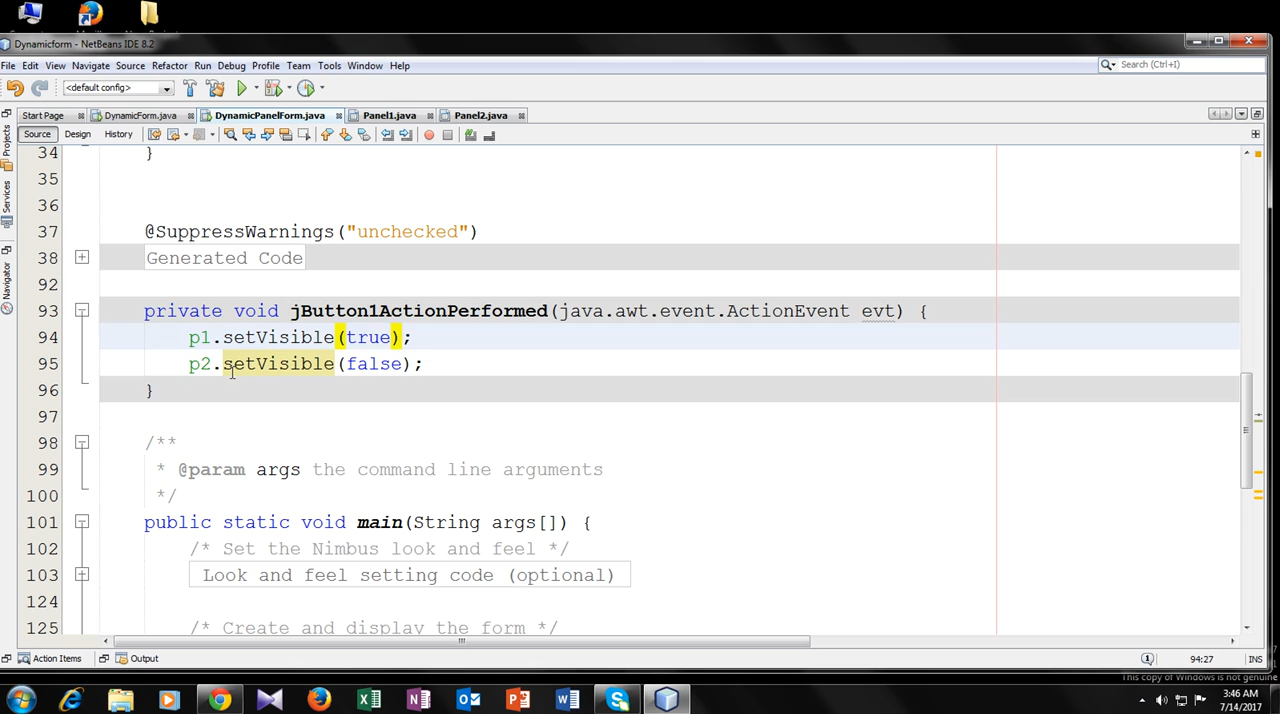 Dynamicform - NetBeans IDE 8.2
File Edit View Navigate Source Refactor Run Debug Profile Team Tools Window Help
Search (Ctrl+I)
<default config>
Start Page DynamicForm.java DynamicPanelForm.java Panel1.java Panel2.java
Source Design History
Projects
Services
Navigator
34 }
35
36
37 @SuppressWarnings("unchecked")
38 Generated Code
92
93 private void jButton1ActionPerformed(java.awt.event.ActionEvent evt) {
94 p1.setVisible(true);
95 p2.setVisible(false);
96 }
97
98 /**
99 * @param args the command line arguments
100 */
101 public static void main(String args[]) {
102 /* Set the Nimbus look and feel */
103 Look and feel setting code (optional)
124
125 /* Create and display the form */
Action Items Output
1 94:27 INS
This copy of Windows is not genuine
3:46 AM
7/14/2017